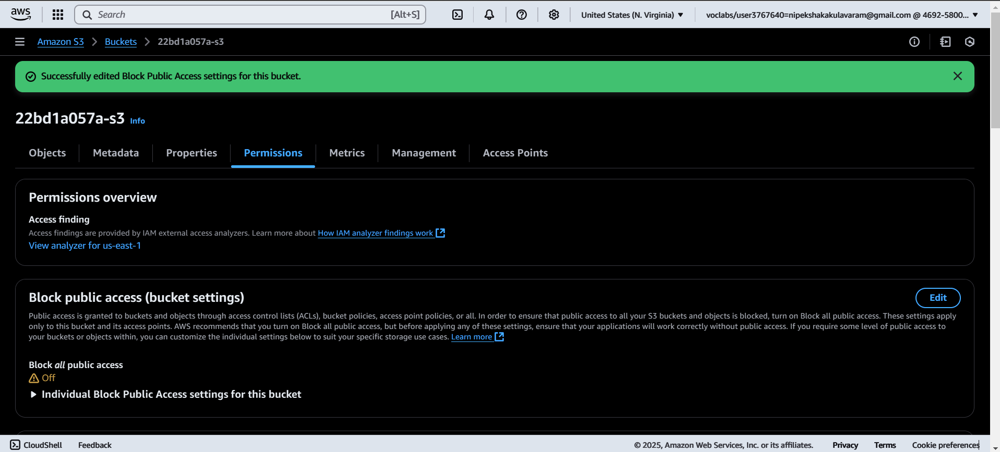 aws
Search [Alt+S]
United States (N. Virginia)
voclabs/user3767640=nipekshakakulavaram@gmail.com @ 4692-5800...
Amazon S3 > Buckets > 22bd1a057a-s3
Successfully edited Block Public Access settings for this bucket.
22bd1a057a-s3 Info
Objects
Metadata
Properties
Permissions
Metrics
Management
Access Points
Permissions overview
Access finding
Access findings are provided by IAM external access analyzers. Learn more about How IAM analyzer findings work
View analyzer for us-east-1
Block public access (bucket settings)
Edit
Public access is granted to buckets and objects through access control lists (ACLs), bucket policies, access point policies, or all. In order to ensure that public access to all your S3 buckets and objects is blocked, turn on Block all public access. These settings apply
only to this bucket and its access points. AWS recommends that you turn on Block all public access, but before applying any of these settings, ensure that your applications will work correctly without public access. If you require some level of public access to
your buckets or objects within, you can customize the individual settings below to suit your specific storage use cases. Learn more
Block all public access
Off
Individual Block Public Access settings for this bucket
CloudShell
Feedback
© 2025, Amazon Web Services, Inc. or its affiliates.
Privacy
Terms
Cookie preferences